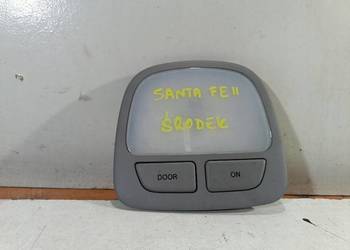 SANTA FE II
ŚRODEK
DOOR
ON